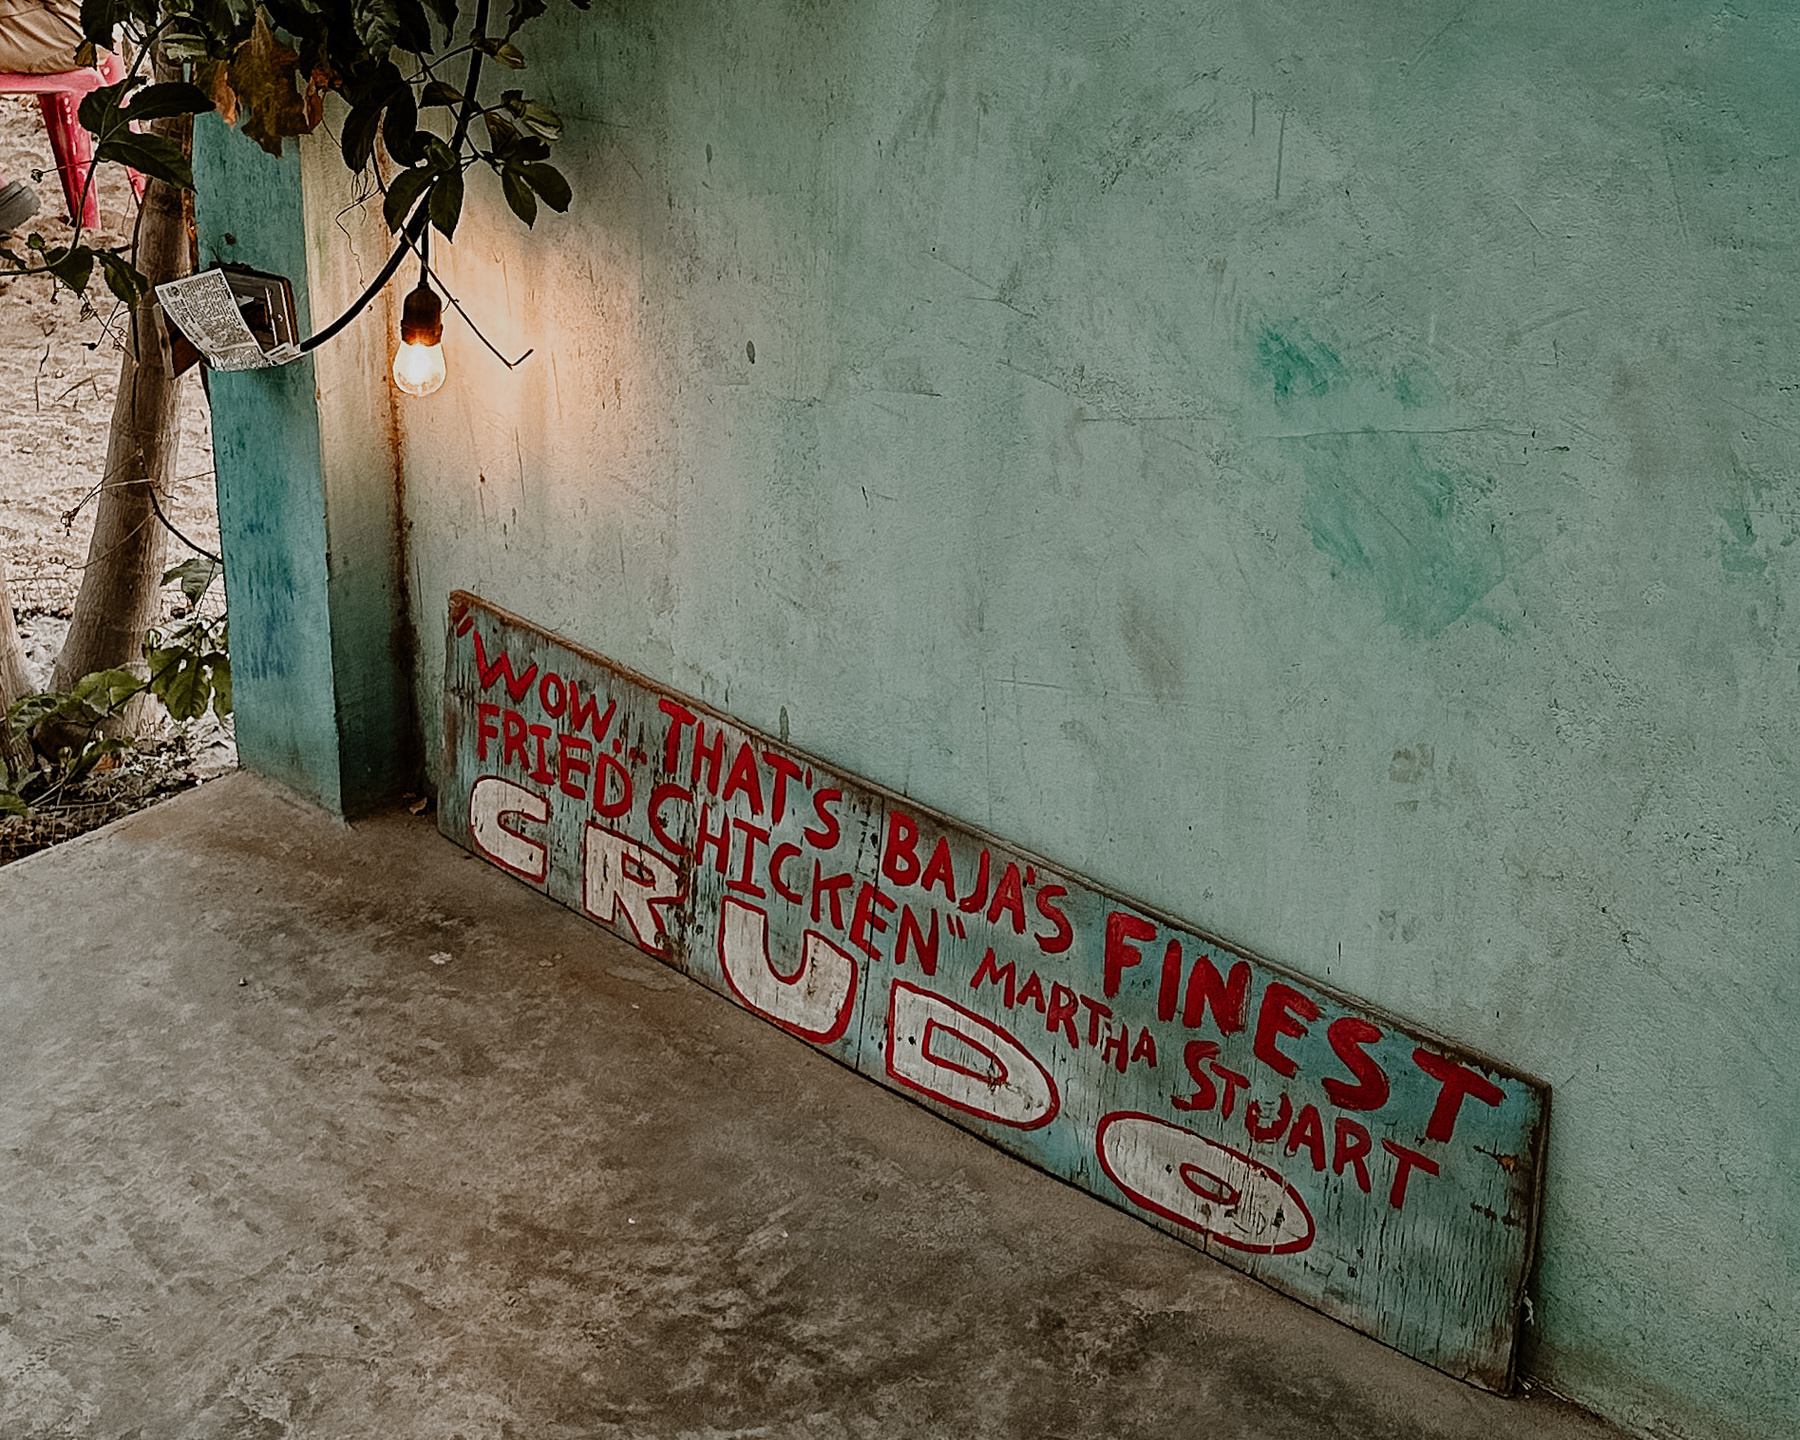 "WOW... THAT'S BAJA'S FINEST
FRIED CHICKEN" MARTHA STUART
CRUDO